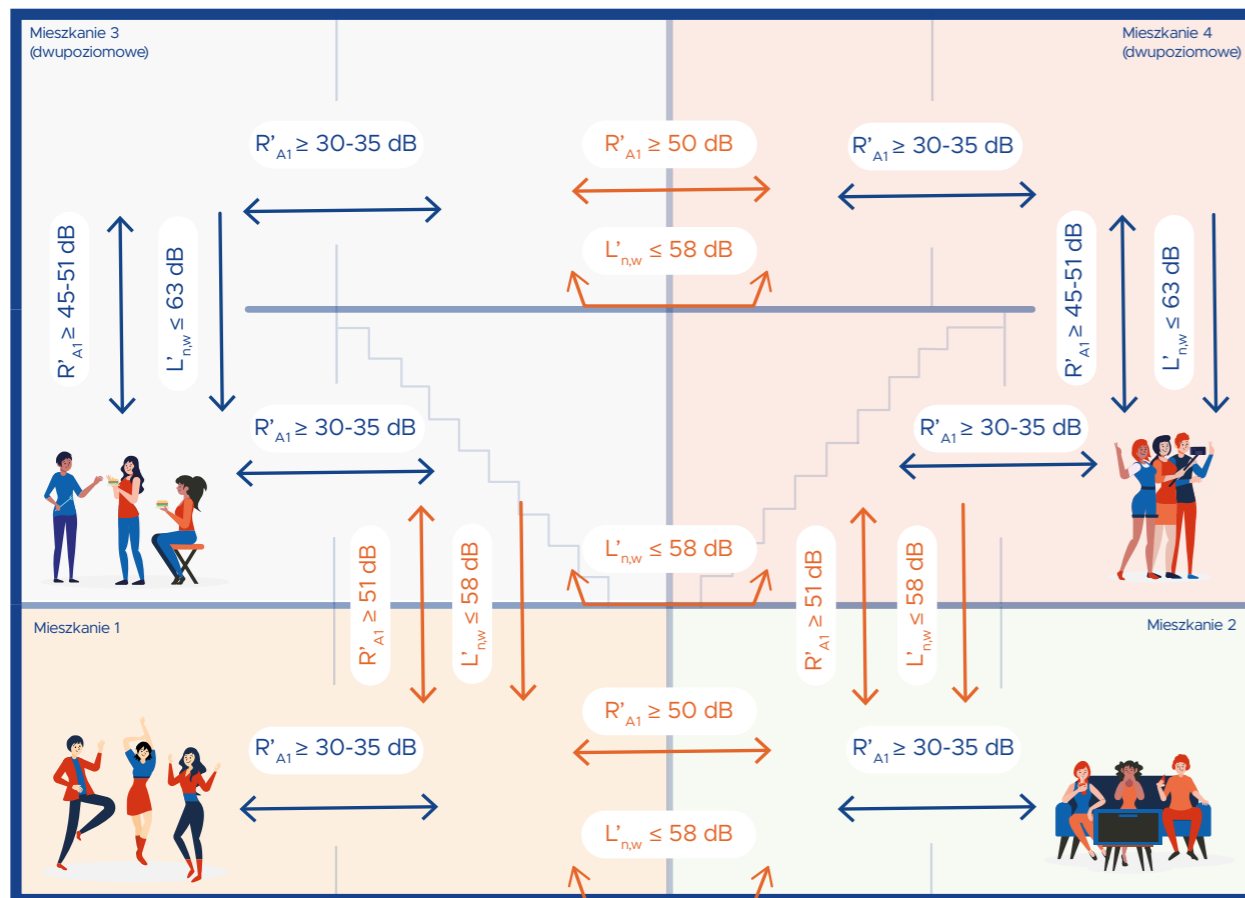 Mieszkanie 3
(dwupoziomowe)
Mieszkanie 4
(dwupoziomowe)
R'A1 ≥ 30-35 dB
R'A1 ≥ 50 dB
R'A1 ≥ 30-35 dB
L'n,w ≤ 58 dB
R'A1 ≥ 45-51 dB
L'n,w ≤ 63 dB
R'A1 ≥ 45-51 dB
L'n,w ≤ 63 dB
R'A1 ≥ 30-35 dB
R'A1 ≥ 30-35 dB
L'n,w ≤ 58 dB
R'A1 ≥ 51 dB
L'n,w ≤ 58 dB
R'A1 ≥ 51 dB
L'n,w ≤ 58 dB
Mieszkanie 1
Mieszkanie 2
R'A1 ≥ 50 dB
R'A1 ≥ 30-35 dB
R'A1 ≥ 30-35 dB
L'n,w ≤ 58 dB